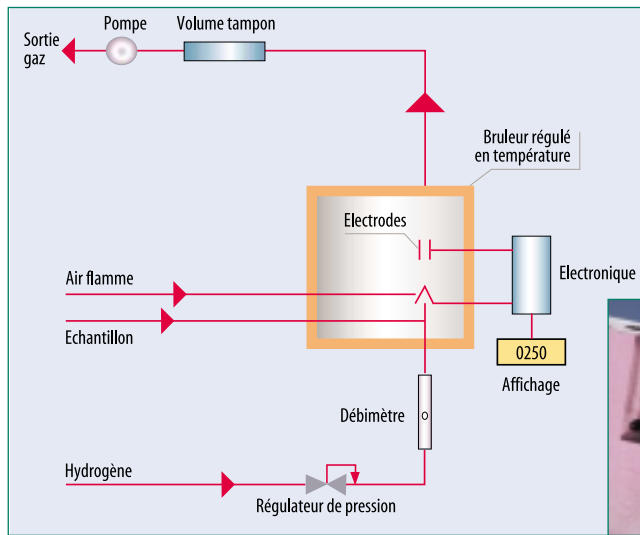 Pompe
Volume tampon
Sortie
gaz
Bruleur régulé
en température
Electrodes
Air flamme
Electronique
Echantillon
0250
Affichage
Débimètre
Hydrogène
Régulateur de pression